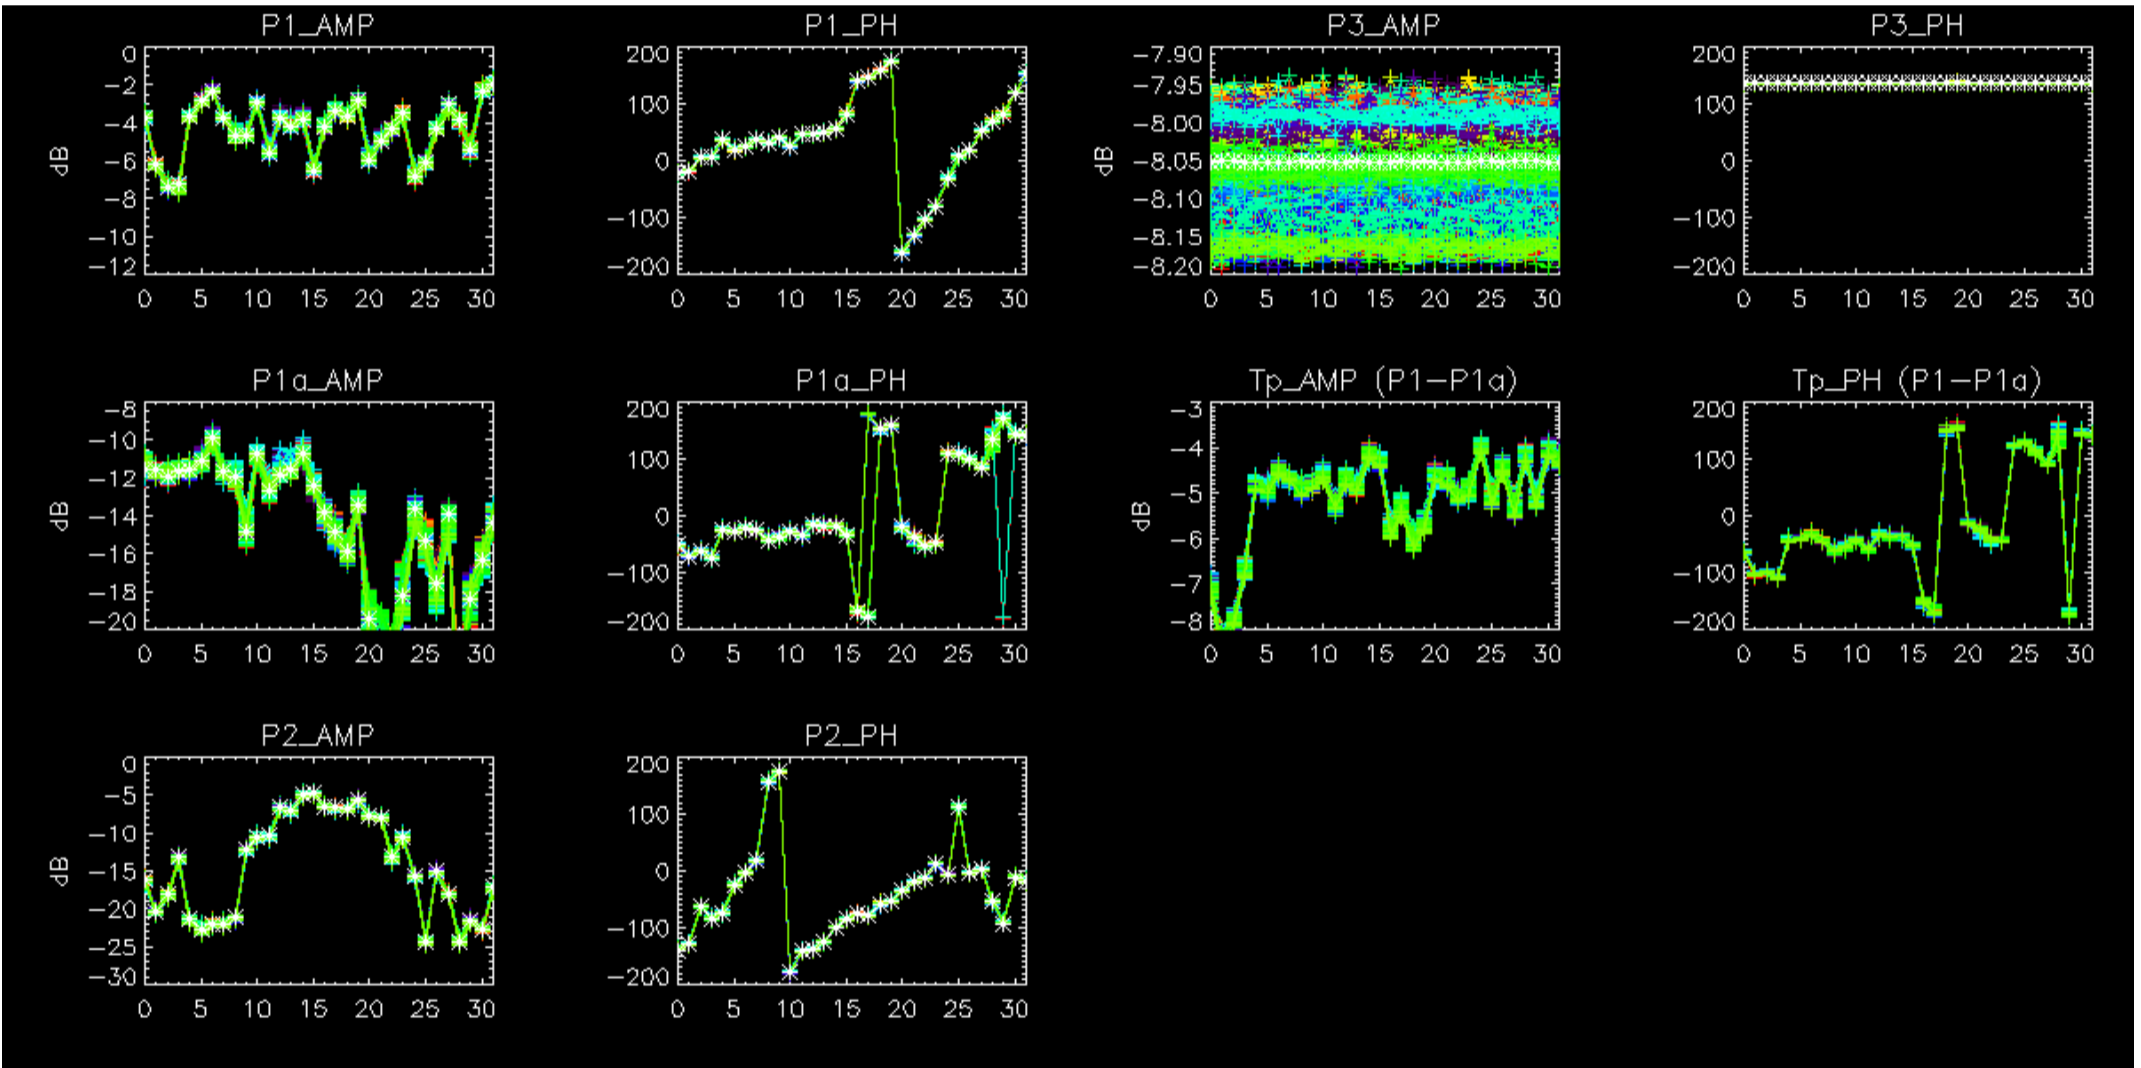 P1_AMP
P1_PH
P3_AMP
P3_PH
0
−2
−4
−6
−8
−10
−12
dB
0 5 10 15 20 25 30
200
100
0
−100
−200
0 5 10 15 20 25 30
−7.90
−7.95
−8.00
−8.05
−8.10
−8.15
−8.20
dB
0 5 10 15 20 25 30
200
100
0
−100
−200
0 5 10 15 20 25 30
P1a_AMP
P1a_PH
Tp_AMP (P1−P1a)
Tp_PH (P1−P1a)
−8
−10
−12
−14
−16
−18
−20
dB
0 5 10 15 20 25 30
200
100
0
−100
−200
0 5 10 15 20 25 30
−3
−4
−5
−6
−7
−8
dB
0 5 10 15 20 25 30
200
100
0
−100
−200
0 5 10 15 20 25 30
P2_AMP
P2_PH
0
−5
−10
−15
−20
−25
−30
dB
0 5 10 15 20 25 30
200
100
0
−100
−200
0 5 10 15 20 25 30